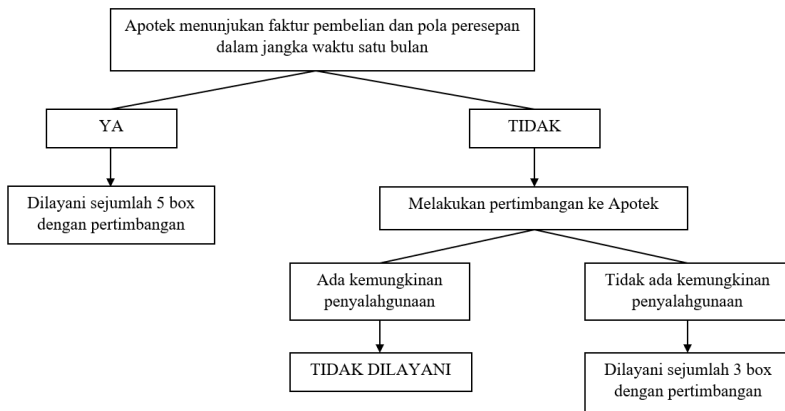 Apotek menunjukan faktur pembelian dan pola peresepan
dalam jangka waktu satu bulan
YA
TIDAK
Dilayani sejumlah 5 box
dengan pertimbangan
Melakukan pertimbangan ke Apotek
Ada kemungkinan
penyalahgunaan
Tidak ada kemungkinan
penyalahgunaan
TIDAK DILAYANI
Dilayani sejumlah 3 box
dengan pertimbangan